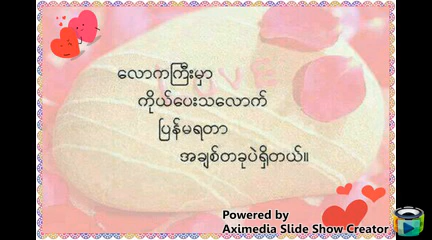 လောကကြီးမှာ
ကိုယ်ပေးသလောက်
ပြန်မရတာ
အချစ်တခုပဲရှိတယ်။
Powered by
Aximedia Slide Show Creator